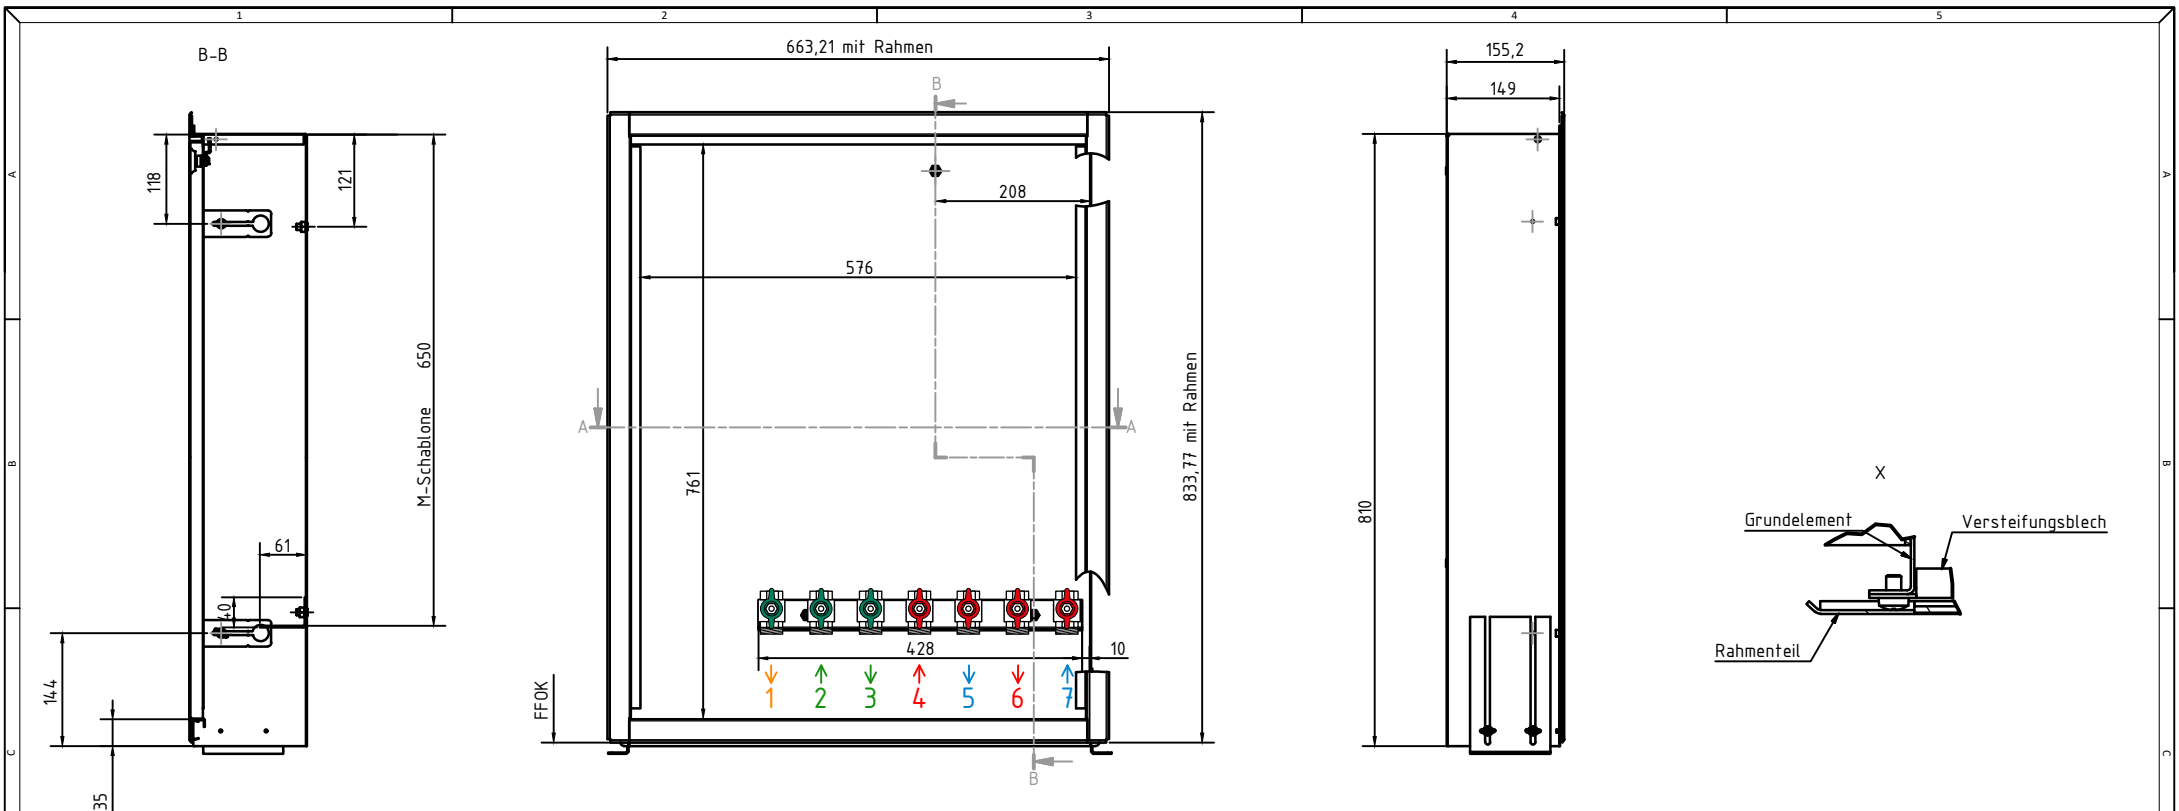 1 2 3 4 5
B-B
663,21 mit Rahmen
155,2
149
B
A
A
118
121
208
576
M-Schablone 650
833,77 mit Rahmen
A
A
B
B
761
810
X
Grundelement
Versteifungsblech
Rahmenteil
61
40
428
10
144
FFOK
1 2 3 4 5 6 7
B
C
C
35